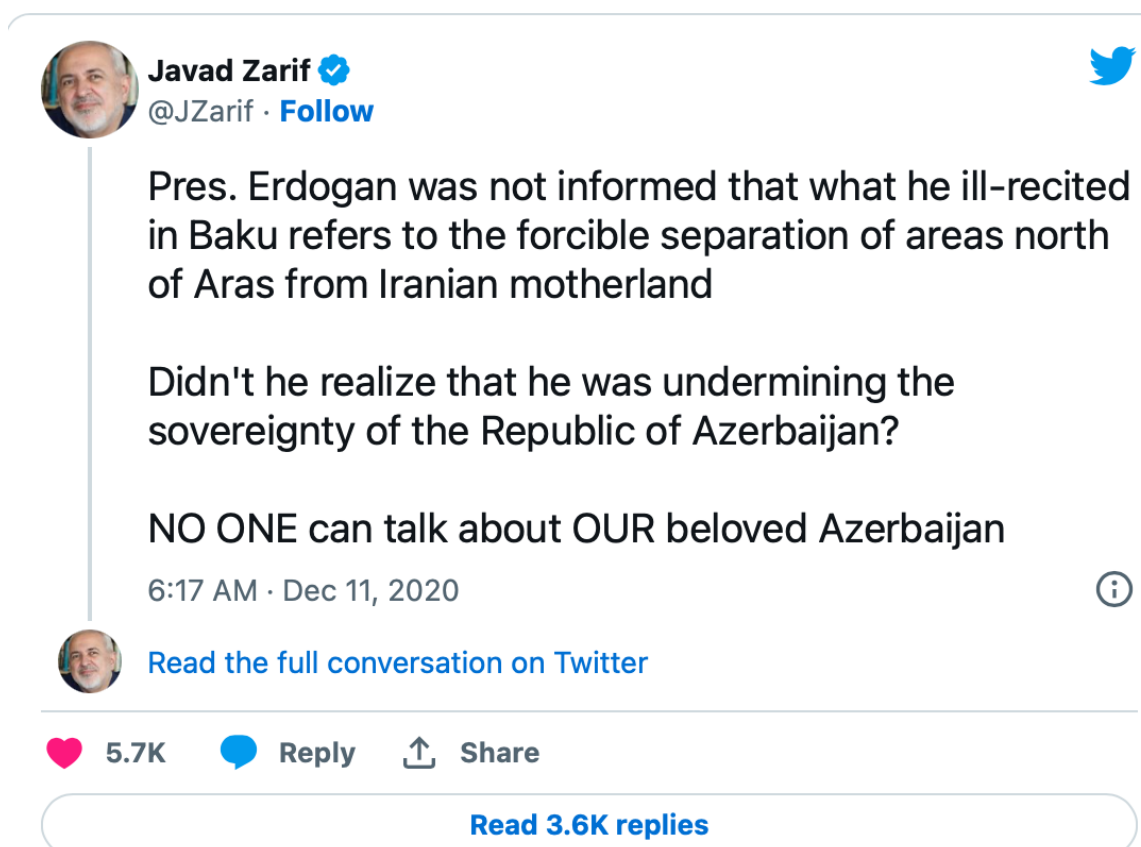 Javad Zarif
@JZarif · Follow
Pres. Erdogan was not informed that what he ill-recited
in Baku refers to the forcible separation of areas north
of Aras from Iranian motherland
Didn't he realize that he was undermining the
sovereignty of the Republic of Azerbaijan?
NO ONE can talk about OUR beloved Azerbaijan
6:17 AM · Dec 11, 2020
Read the full conversation on Twitter
5.7K Reply Share
Read 3.6K replies